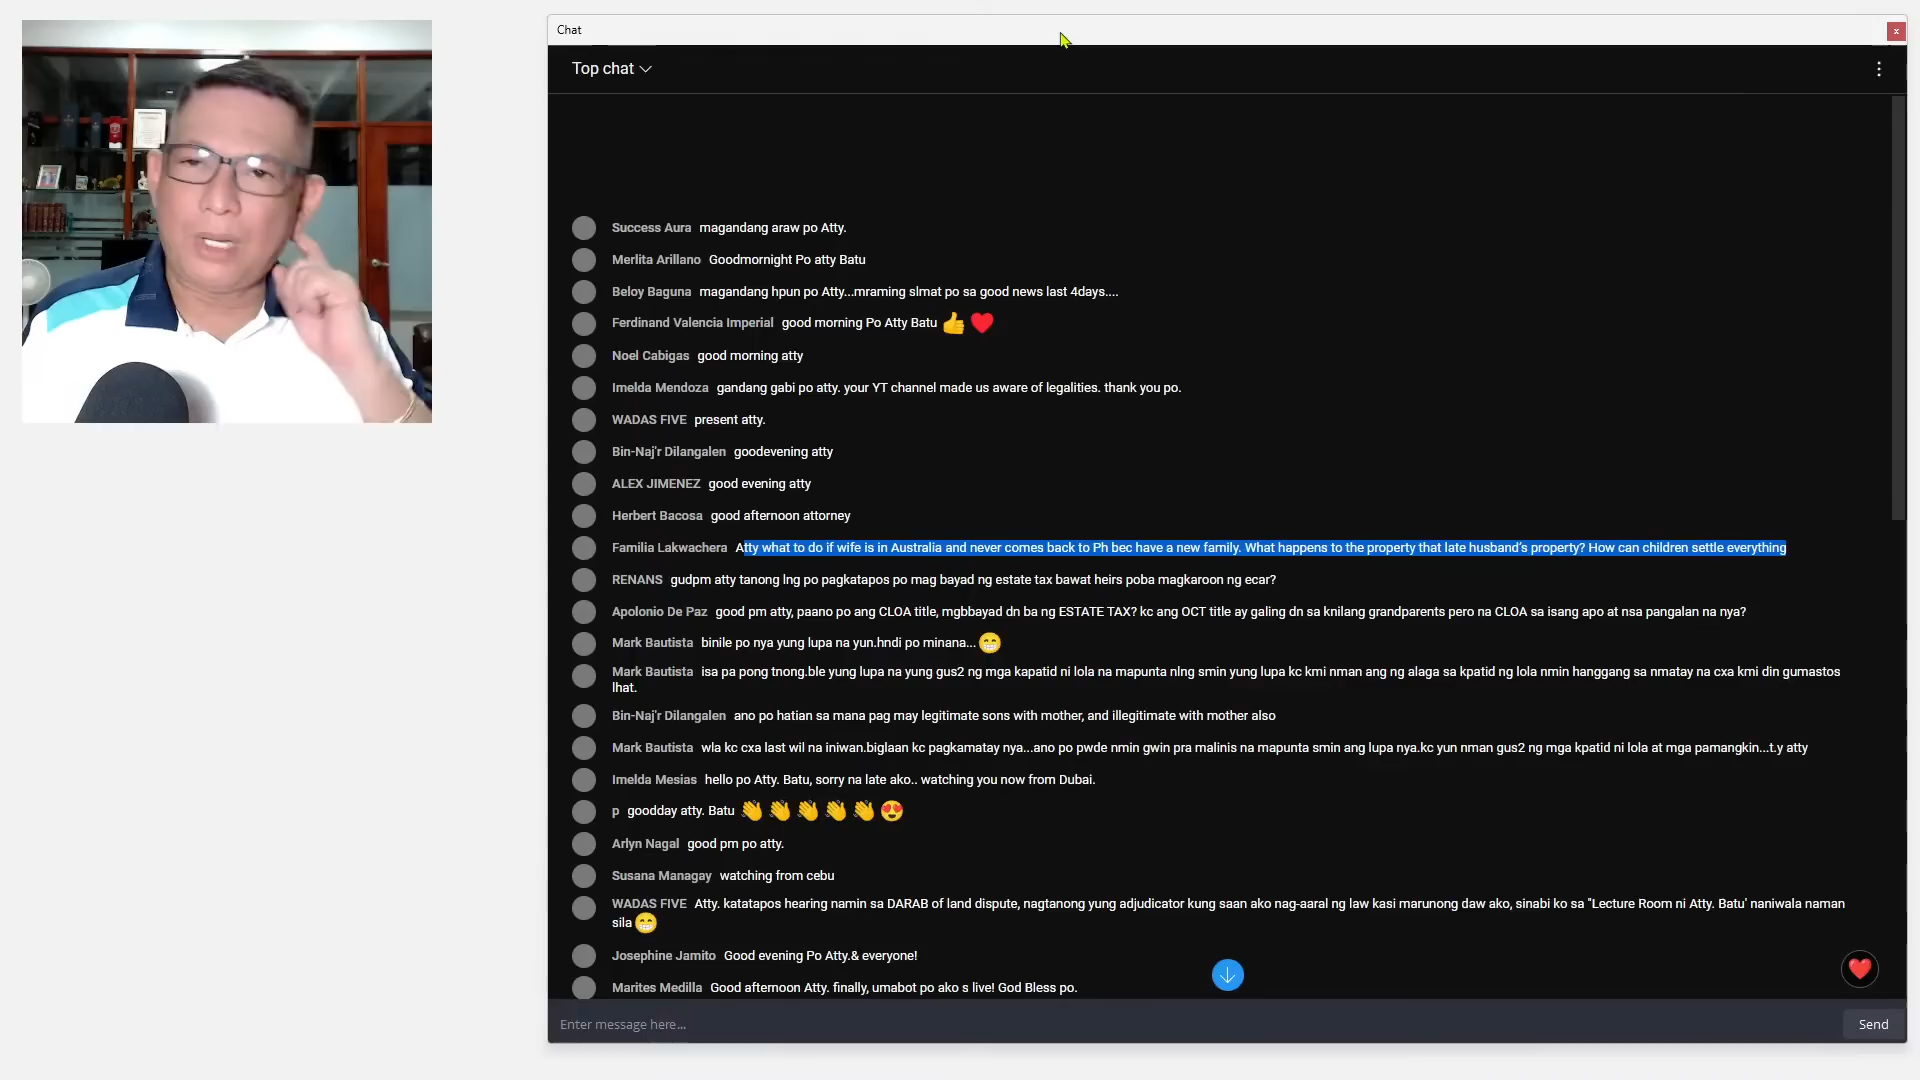 Chat
Top chat
Success Aura magandang araw po Atty.
Merlita Arillano Goodmornight Po atty Batu
Beloy Baguna magandang hpun po Atty...mraming slmat po sa good news last 4days....
Ferdinand Valencia Imperial good morning Po Atty Batu 👍❤️
Noel Cabigas good morning atty
Imelda Mendoza gandang gabi po atty. your YT channel made us aware of legalities. thank you po.
WADAS FIVE present atty.
Bin-Naj'r Dilangalen goodevening atty
ALEX JIMENEZ good evening atty
Herbert Bacosa good afternoon attorney
Familia Lakwachera Atty what to do if wife is in Australia and never comes back to Ph bec have a new family. What happens to the property that late husband's property? How can children settle everything
RENANS gudpm atty tanong lng po pagkatapos po mag bayad ng estate tax bawat heirs poba magkaroon ng ecar?
Apolonio De Paz good pm atty, paano po ang CLOA title, mgbbayad dn ba ng ESTATE TAX? kc ang OCT title ay galing dn sa knilang grandparents pero na CLOA sa isang apo at nsa pangalan na nya?
Mark Bautista binile po nya yung lupa na yun.hndi po minana...😁
Mark Bautista isa pa pong tnong.ble yung lupa na yung gus2 ng mga kapatid ni lola na mapunta nlng smin yung lupa kc kmi nman ang ng alaga sa kpatid ng lola nmin hanggang sa nmatay na cxa kmi din gumastos
lhat.
Bin-Naj'r Dilangalen ano po hatian sa mana pag may legitimate sons with mother, and illegitimate with mother also
Mark Bautista wla kc cxa last wil na iniwan.biglaan kc pagkamatay nya...ano po pwde nmin gwin pra malinis na mapunta smin ang lupa nya.kc yun nman gus2 ng mga kpatid ni lola at mga pamangkin...t.y atty
Imelda Mesias hello po Atty. Batu, sorry na late ako.. watching you now from Dubai.
p goodday atty. Batu 👏👏👏👏👏😍
Arlyn Nagal good pm po atty.
Susana Managay watching from cebu
WADAS FIVE Atty. katatapos hearing namin sa DARAB of land dispute, nagtanong yung adjudicator kung saan ako nag-aaral ng law kasi marunong daw ako, sinabi ko sa "Lecture Room ni Atty. Batu' naniwala naman
sila😁
Josephine Jamito Good evening Po Atty.& everyone!
Marites Medilla Good afternoon Atty. finally, umabot po ako s live! God Bless po.
Enter message here...
Send